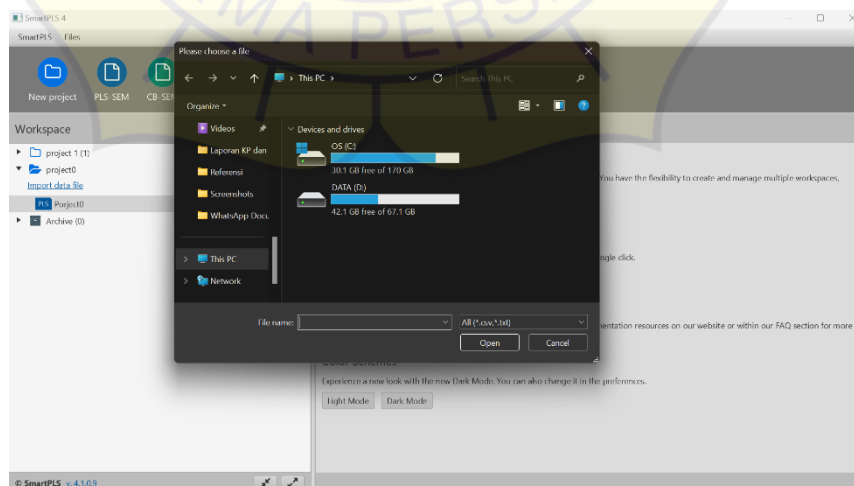 SmartPLS 4
SmartPLS Files
New project PLS-SEM CB-SEM
Workspace
project 1 (1)
project0
Import data file
PLS Porject0
Archive (0)
MA PERS
Please choose a file
This PC
Search This PC
Organize
Videos
Laporan KP dan
Referensi
Screenshots
WhatsApp Docu.
This PC
Network
Devices and drives
OS (C:)
30.1 GB free of 170 GB
DATA (D:)
42.1 GB free of 67.1 GB
File name:
All (*.csv,*.txt)
Open Cancel
You have the flexibility to create and manage multiple workspaces,
ngle click.
entation resources on our website or within our FAQ section for more
Color Schemes
Experience a new look with the new Dark Mode. You can also change it in the preferences.
Light Mode Dark Mode
© SmartPLS v. 4.1.0.9